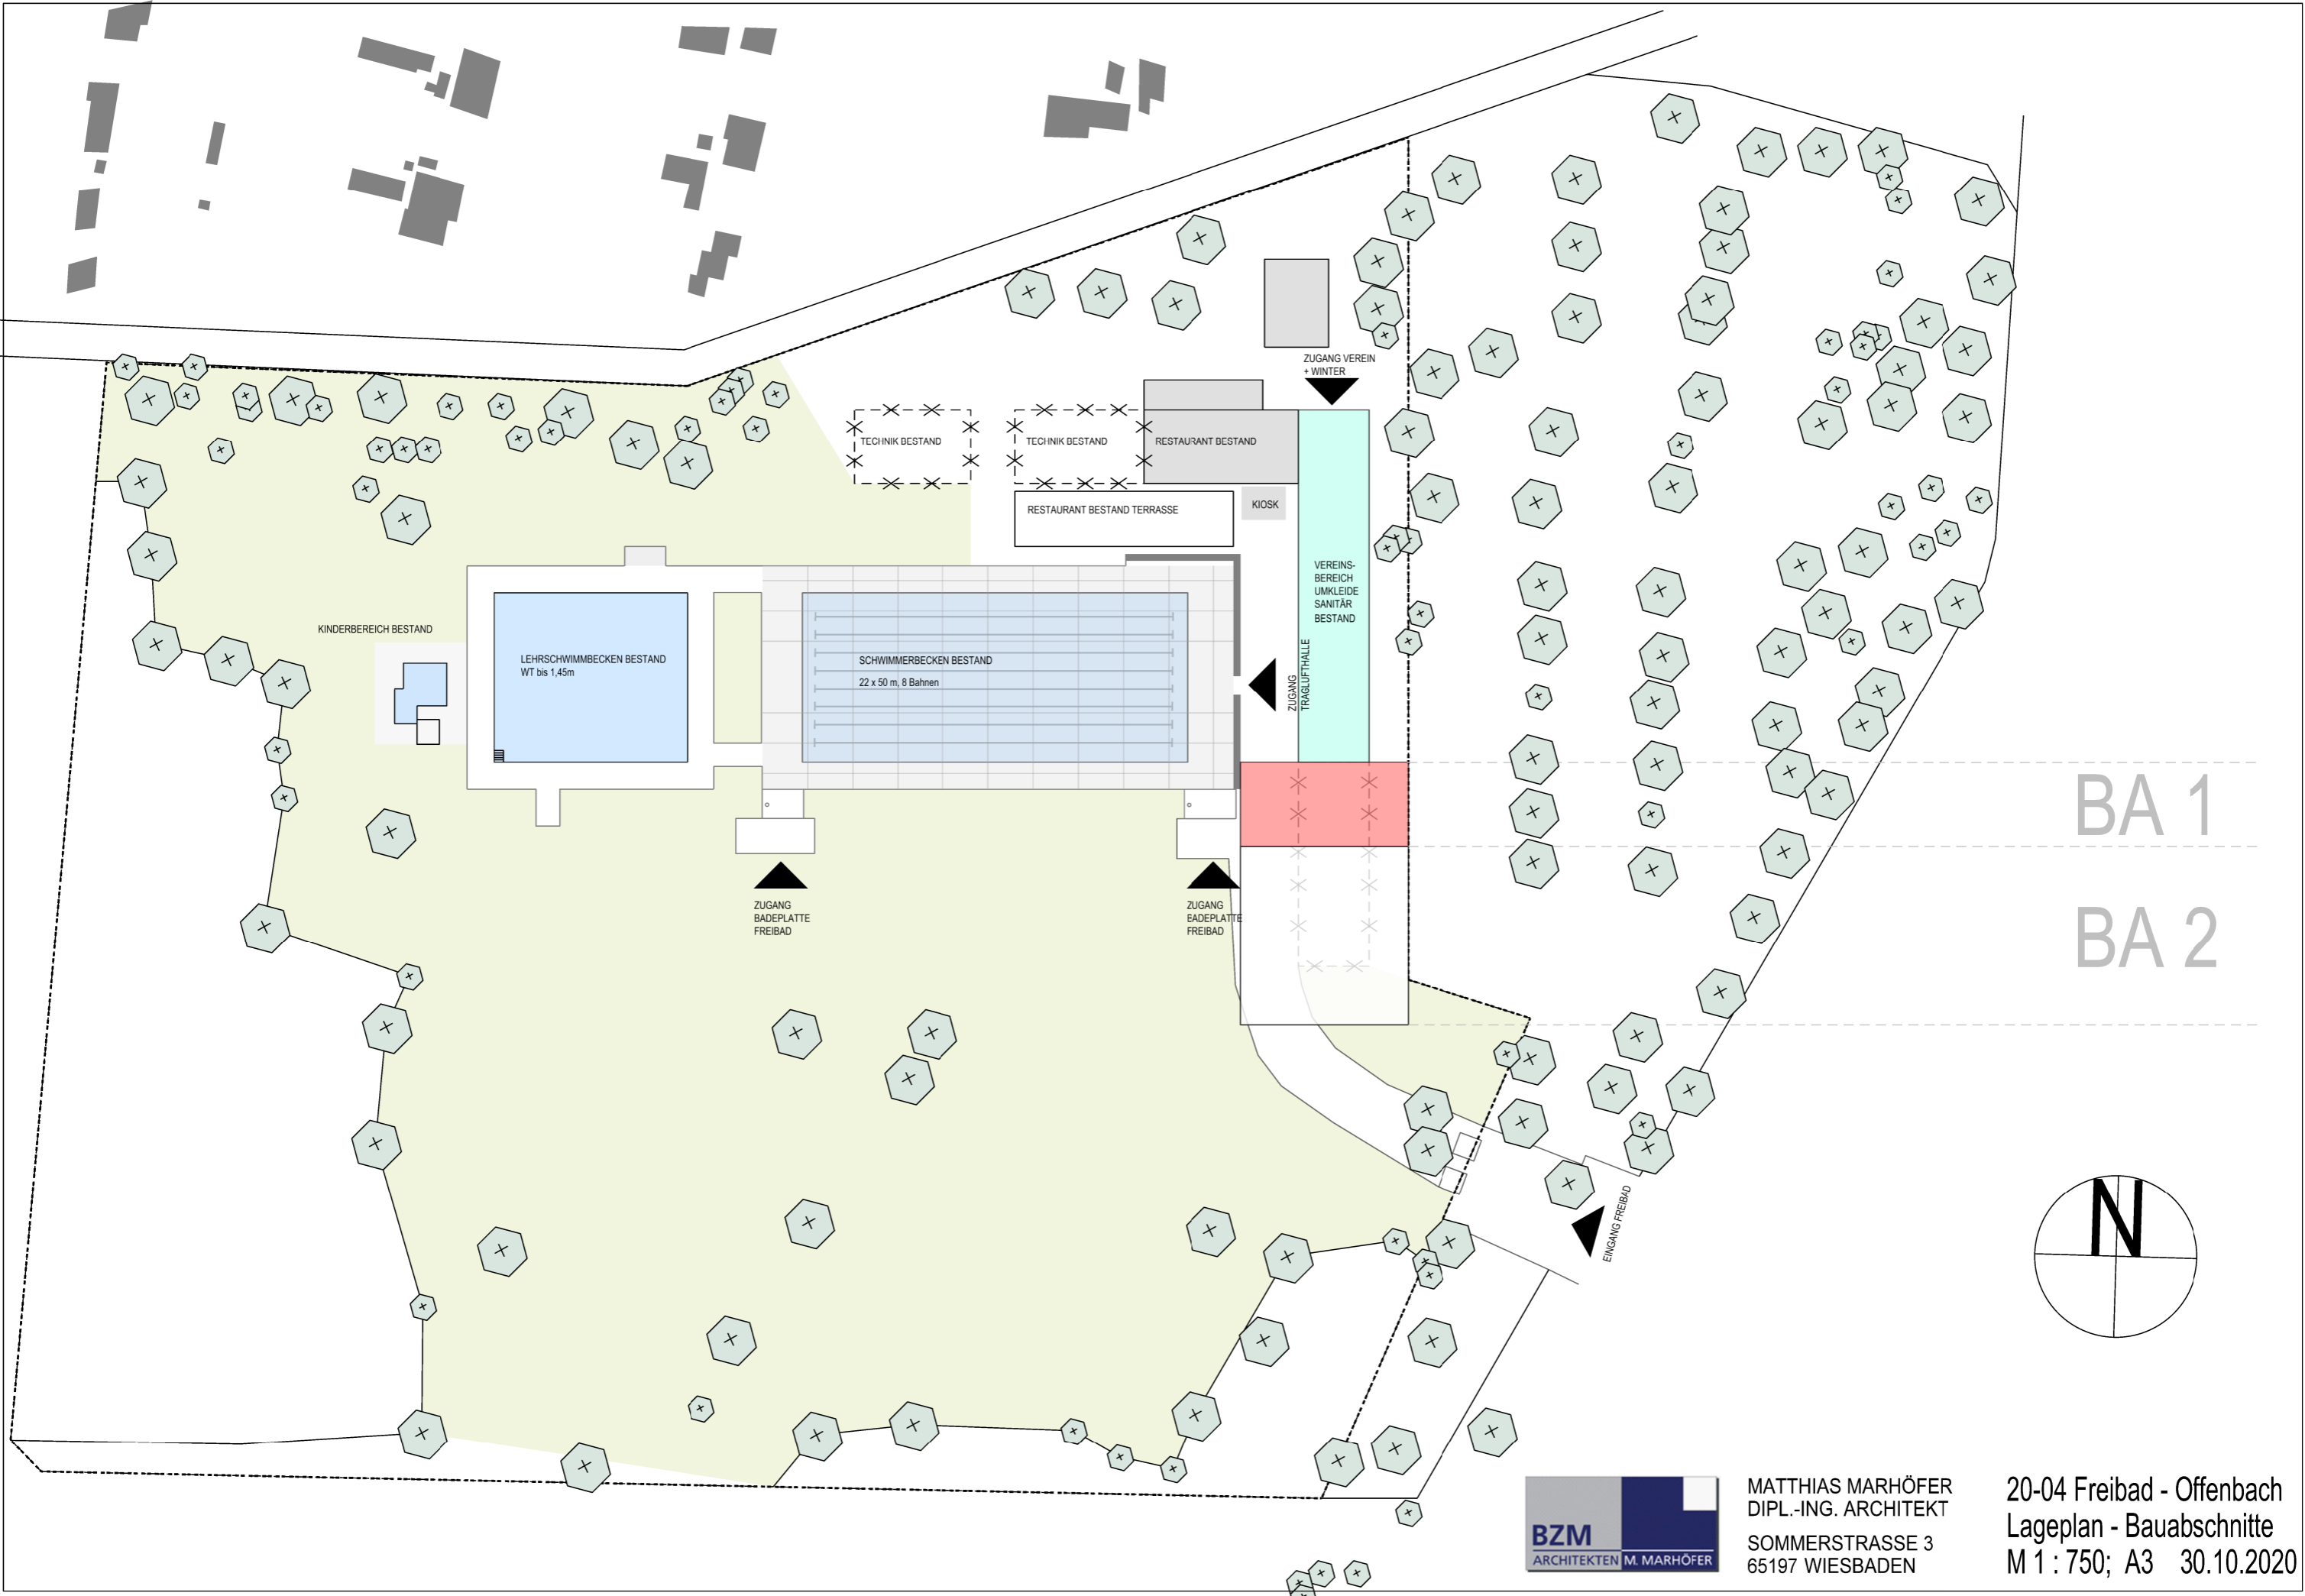 ZUGANG VEREIN
+ WINTER
TECHNIK BESTAND
TECHNIK BESTAND
RESTAURANT BESTAND
RESTAURANT BESTAND TERRASSE
KIOSK
VEREINS-
BEREICH
UMKLEIDE
SANITÄR
BESTAND
KINDERBEREICH BESTAND
LEHRSCHWIMMBECKEN BESTAND
WT bis 1,45m
SCHWIMMERBECKEN BESTAND
22 x 50 m, 8 Bahnen
ZUGANG
TRAGLUFTHALLE
BA 1
BA 2
ZUGANG
BADEPLATTE
FREIBAD
ZUGANG
BADEPLATTE
FREIBAD
EINGANG FREIBAD
N
BZM
ARCHITEKTEN M. MARHÖFER
MATTHIAS MARHÖFER
DIPL.-ING. ARCHITEKT
SOMMERSTRASSE 3
65197 WIESBADEN
20-04 Freibad - Offenbach
Lageplan - Bauabschnitte
M 1 : 750; A3 30.10.2020